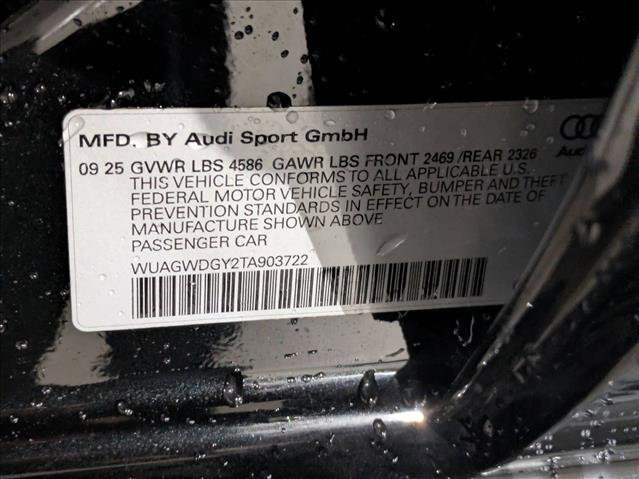 MFD. BY Audi Sport GmbH
09 25 GVWR LBS 4586 GAWR LBS FRONT 2469 /REAR 2326
THIS VEHICLE CONFORMS TO ALL APPLICABLE U.S.
FEDERAL MOTOR VEHICLE SAFETY, BUMPER AND THEFT
PREVENTION STANDARDS IN EFFECT ON THE DATE OF
MANUFACTURE SHOWN ABOVE
PASSENGER CAR
WUAGWDGY2TA903722